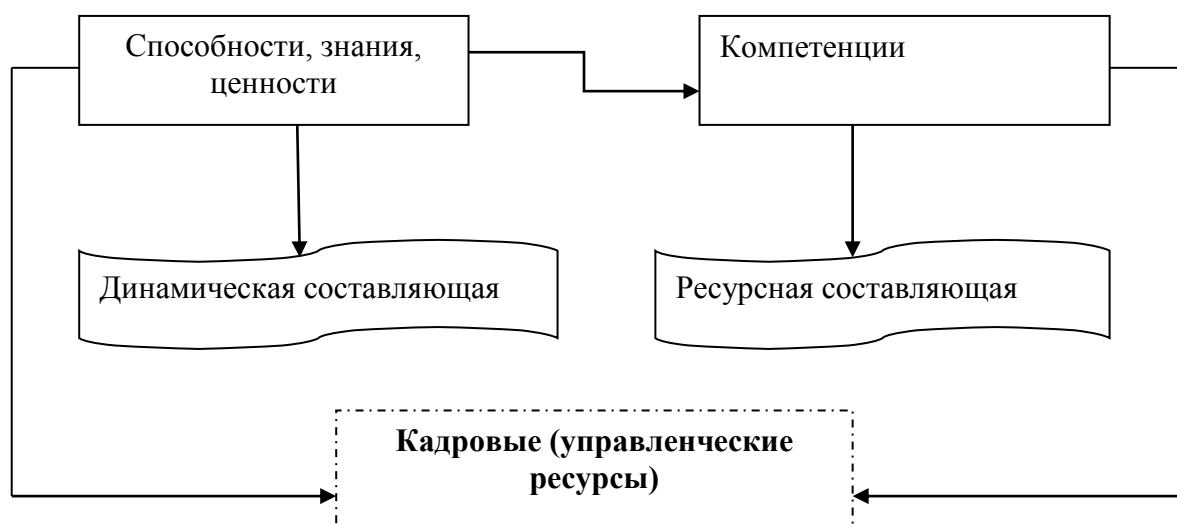 Способности, знания,
ценности
Компетенции
Динамическая составляющая
Ресурсная составляющая
Кадровые (управленческие
ресурсы)